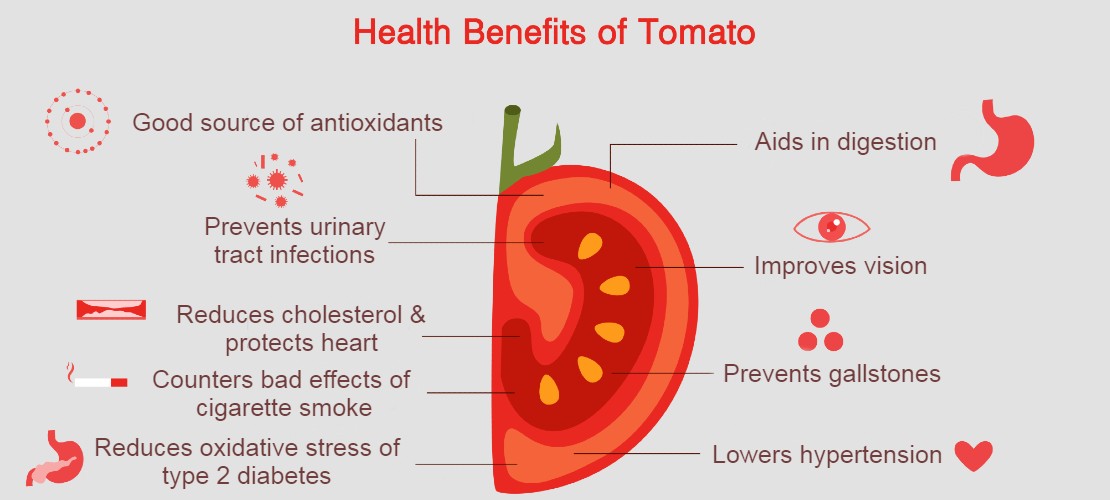 Health Benefits of Tomato
Good source of antioxidants
Prevents urinary
tract infections
Reduces cholesterol &
protects heart
Counters bad effects of
cigarette smoke
Reduces oxidative stress of
type 2 diabetes
Aids in digestion
Improves vision
Prevents gallstones
Lowers hypertension